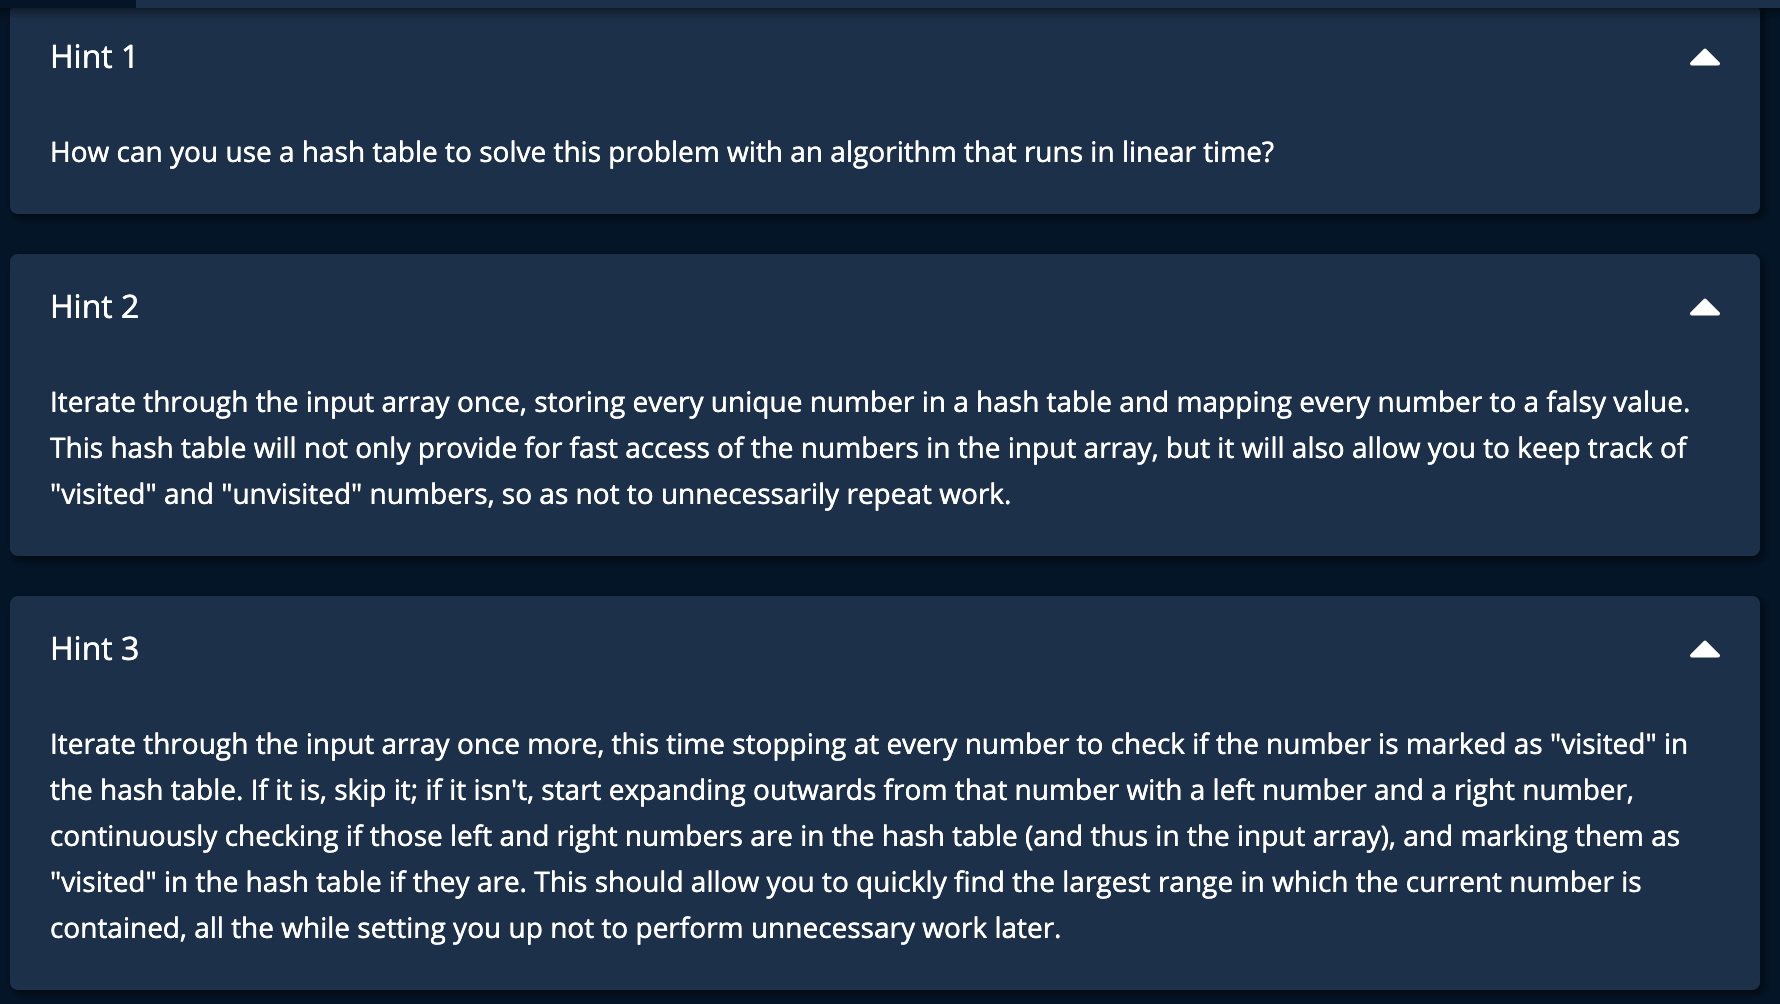 Hint 1
How can you use a hash table to solve this problem with an algorithm that runs in linear time?
Hint 2
Iterate through the input array once, storing every unique number in a hash table and mapping every number to a falsy value.
This hash table will not only provide for fast access of the numbers in the input array, but it will also allow you to keep track of
"visited" and "unvisited" numbers, so as not to unnecessarily repeat work.
Hint 3
Iterate through the input array once more, this time stopping at every number to check if the number is marked as "visited" in
the hash table. If it is, skip it; if it isn't, start expanding outwards from that number with a left number and a right number,
continuously checking if those left and right numbers are in the hash table (and thus in the input array), and marking them as
"visited" in the hash table if they are. This should allow you to quickly find the largest range in which the current number is
contained, all the while setting you up not to perform unnecessary work later.